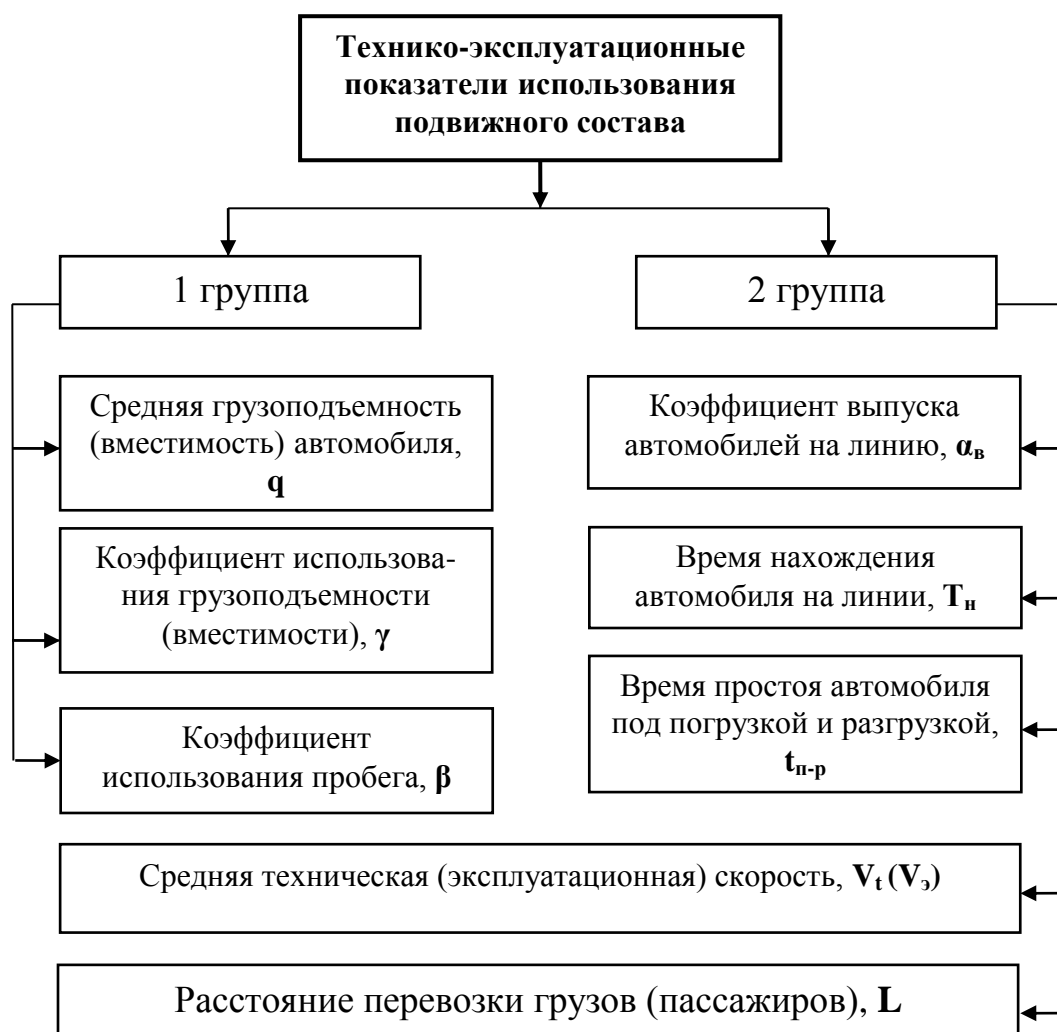 Технико-эксплуатационные
показатели использования
подвижного состава
1 группа
2 группа
Средняя грузоподъемность
(вместимость) автомобиля,
q
Коэффициент использова-
ния грузоподъемности
(вместимости), γ
Коэффициент
использования пробега, β
Коэффициент выпуска
автомобилей на линию, αв
Время нахождения
автомобиля на линии, Тн
Время простоя автомобиля
под погрузкой и разгрузкой,
tп-р
Средняя техническая (эксплуатационная) скорость, Vt (Vэ)
Расстояние перевозки грузов (пассажиров), L